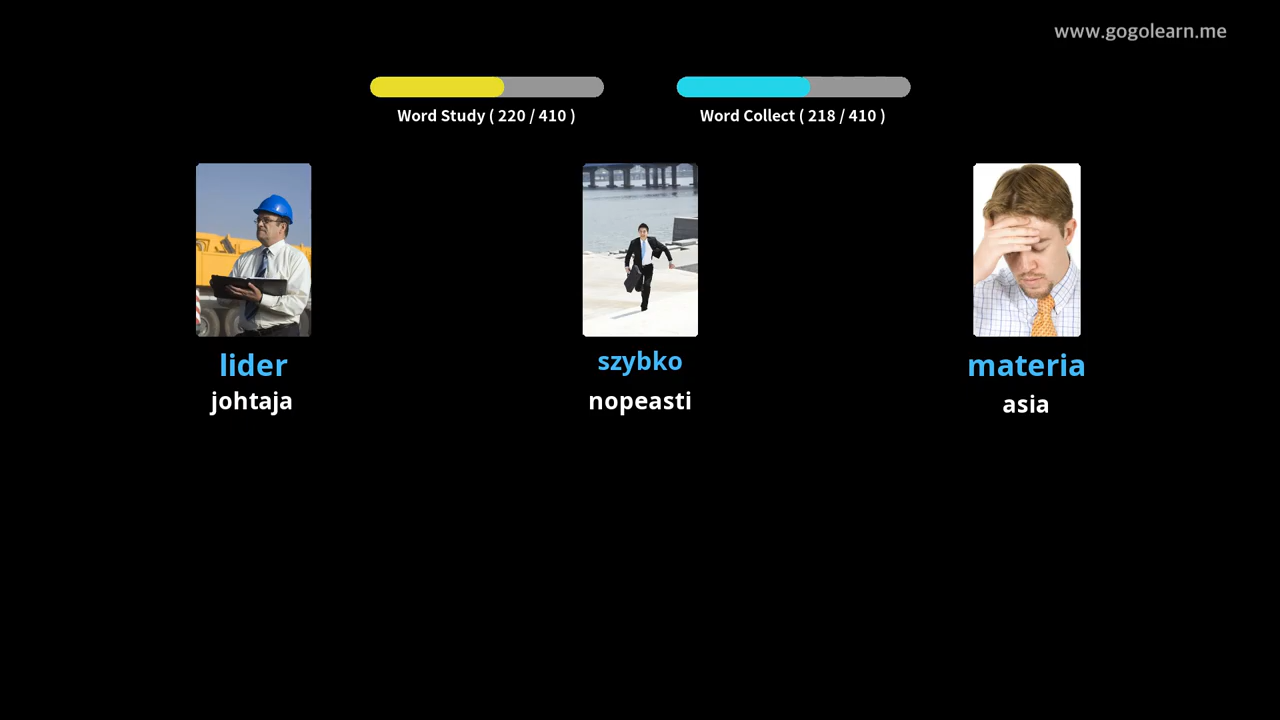 www.gogolearn.me
Word Study ( 220 / 410 )
Word Collect ( 218 / 410 )
lider
johtaja
szybko
nopeasti
materia
asia